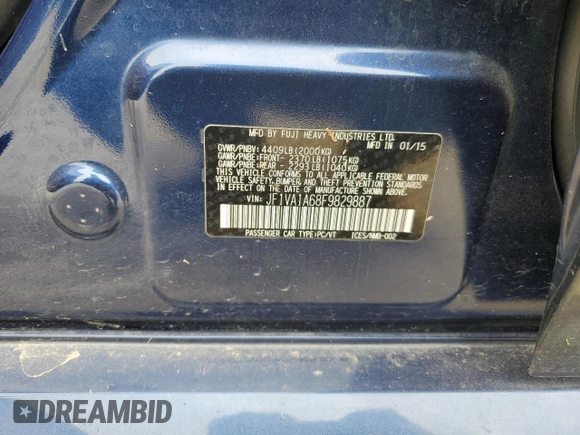 MFD BY FUJI HEAVY INDUSTRIES LTD.
MFD IN 01/15
GVWR/PNBV: 4409LB(2000KG)
GAWR/PNBE:FRONT- 2370LB(1075KG)
GAWR/PNBE:REAR - 2293LB(1040KG)
THIS VEHICLE CONFORMS TO ALL APPLICABLE FEDERAL MOTOR
VEHICLE SAFETY, BUMPER, AND THEFT PREVENTION STANDARDS
IN EFFECT ON THE DATE OF MANUFACTURE SHOWN ABOVE.
VIN: JF1VA1A68F9829887
PASSENGER CAR TYPE:PC/VT ICES/NMB-002
DREAMBID